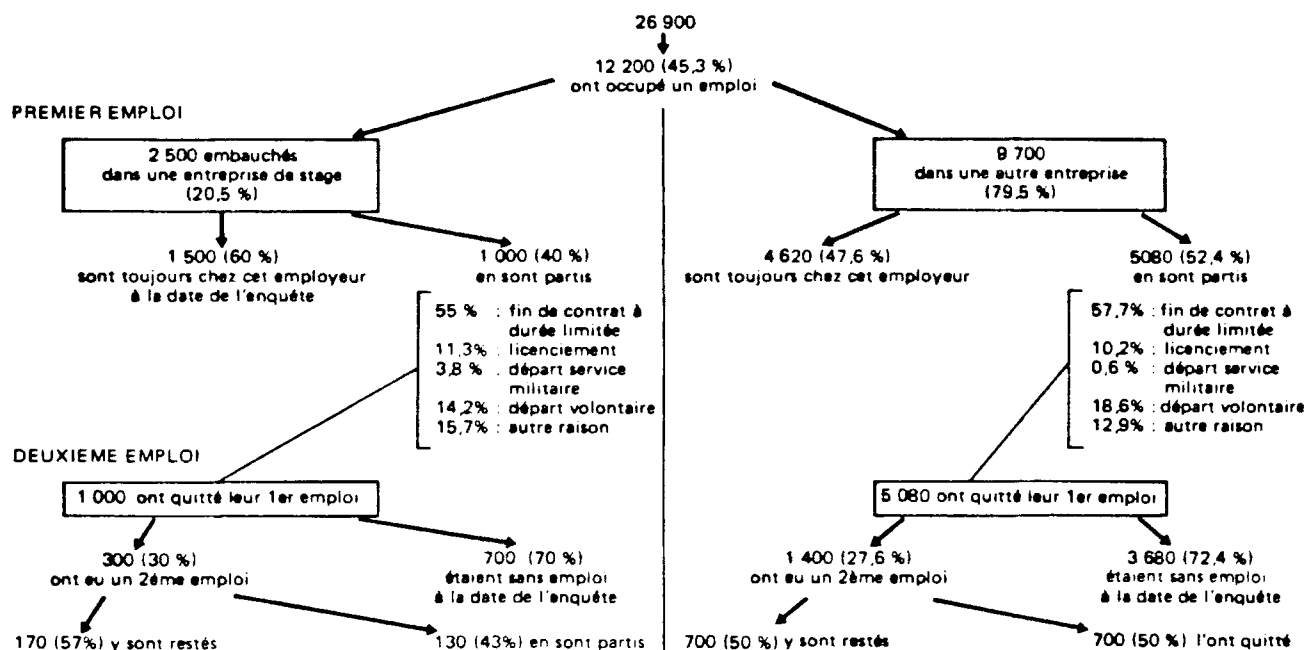 26 900
12 200 (45,3 %)
ont occupé un emploi
PREMIER EMPLOI
2 500 embauchés
dans une entreprise de stage
(20,5 %)
9 700
dans une autre entreprise
(79,5 %)
1 500 (60 %)
sont toujours chez cet employeur
à la date de l'enquête
1 000 (40 %)
en sont partis
4 620 (47,6 %)
sont toujours chez cet employeur
5080 (52,4 %)
en sont partis
55 % : fin de contrat à
durée limitée
11,3% : licenciement
3,8 % : départ service
militaire
14,2% : départ volontaire
15,7% : autre raison
57,7% : fin de contrat à
durée limitée
10,2% : licenciement
0,6 % : départ service
militaire
18,6% : départ volontaire
12,9% : autre raison
DEUXIEME EMPLOI
1 000 ont quitté leur 1er emploi
5 080 ont quitté leur 1er emploi
300 (30 %)
ont eu un 2éme emploi
700 (70 %)
étaient sans emploi
à la date de l'enquête
1 400 (27,6 %)
ont eu un 2ème emploi
3 680 (72,4 %)
étaient sans emploi
à la date de l'enquête
170 (57%) y sont restés
130 (43%) en sont partis
700 (50 %) y sont restés
700 (50 %) l'ont quitté